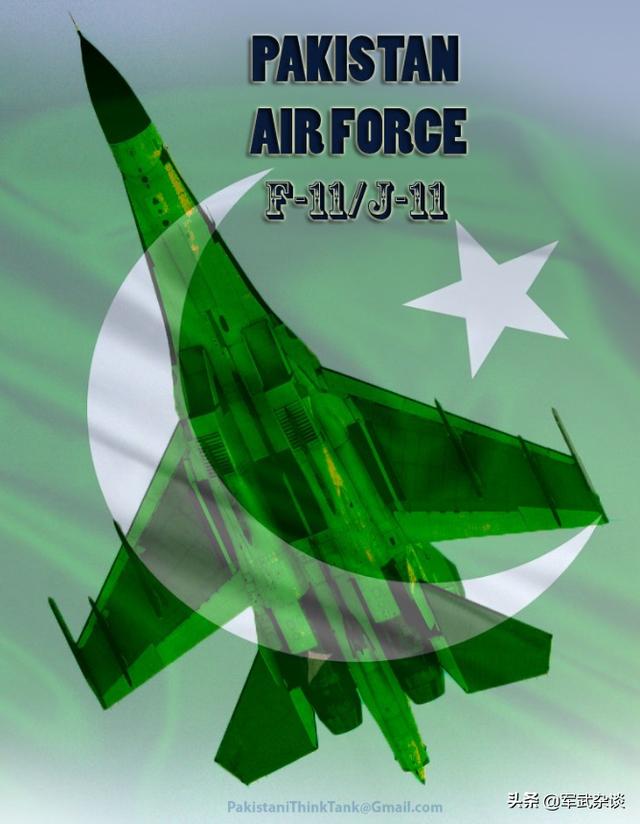 PAKISTAN
AIR FORCE
F-11/J-11
PakistaniThinkTank@Gmail.com
头条 @军武杂谈